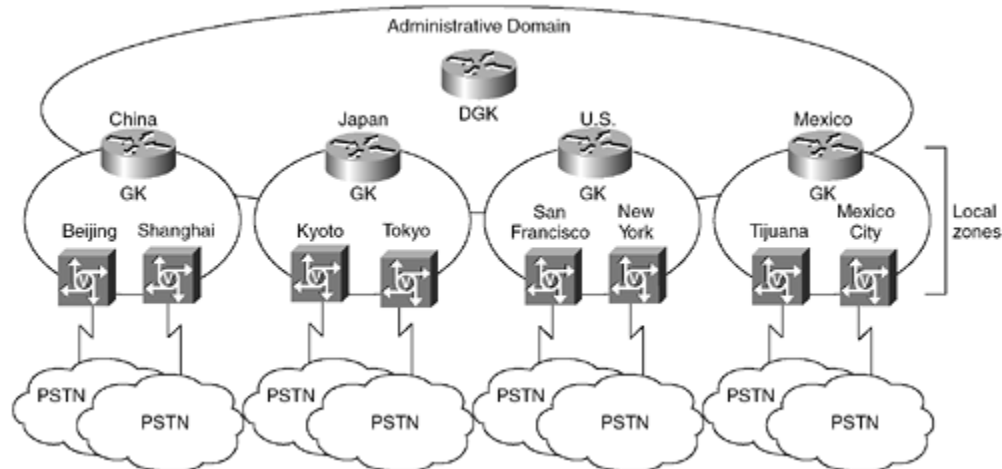 Administrative Domain
DGK
China
Japan
U.S.
Mexico
GK
GK
GK
GK
Local
zones
Beijing
Shanghai
Kyoto
Tokyo
San
Francisco
New
York
Tijuana
Mexico
City
V
V
V
V
V
V
V
V
PSTN
PSTN
PSTN
PSTN
PSTN
PSTN
PSTN
PSTN